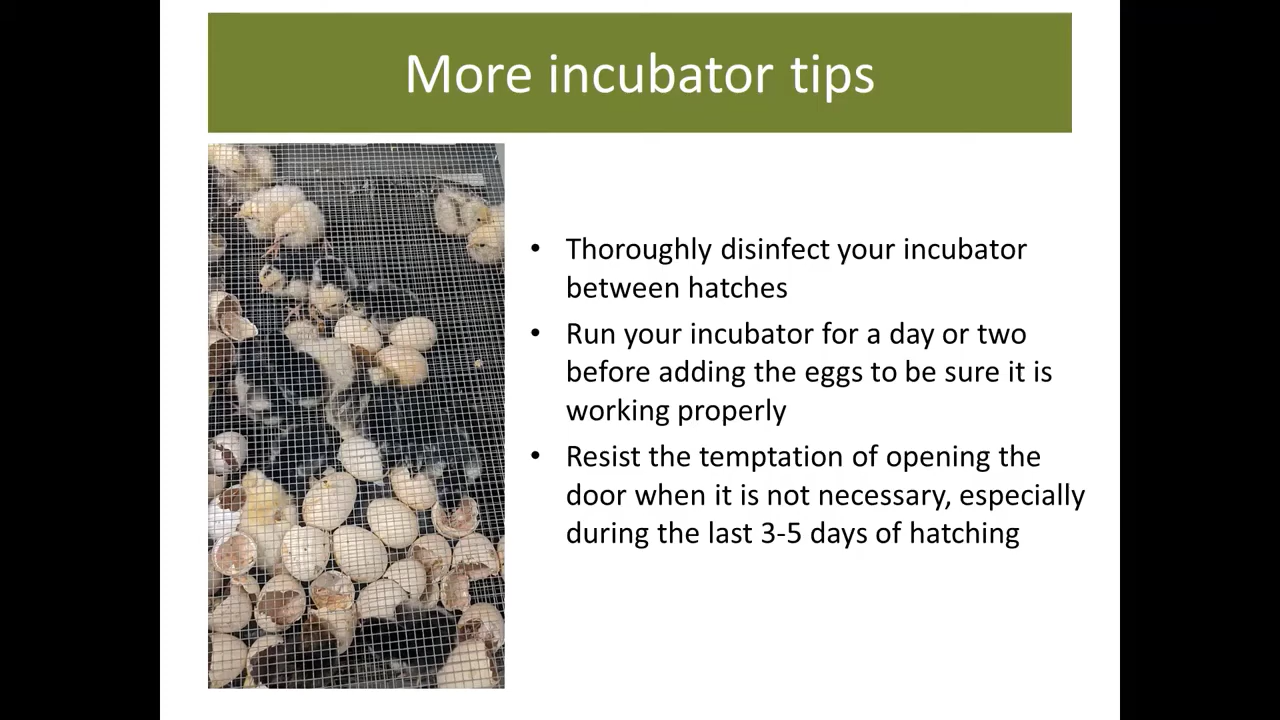 More incubator tips
• Thoroughly disinfect your incubator
between hatches
• Run your incubator for a day or two
before adding the eggs to be sure it is
working properly
• Resist the temptation of opening the
door when it is not necessary, especially
during the last 3-5 days of hatching